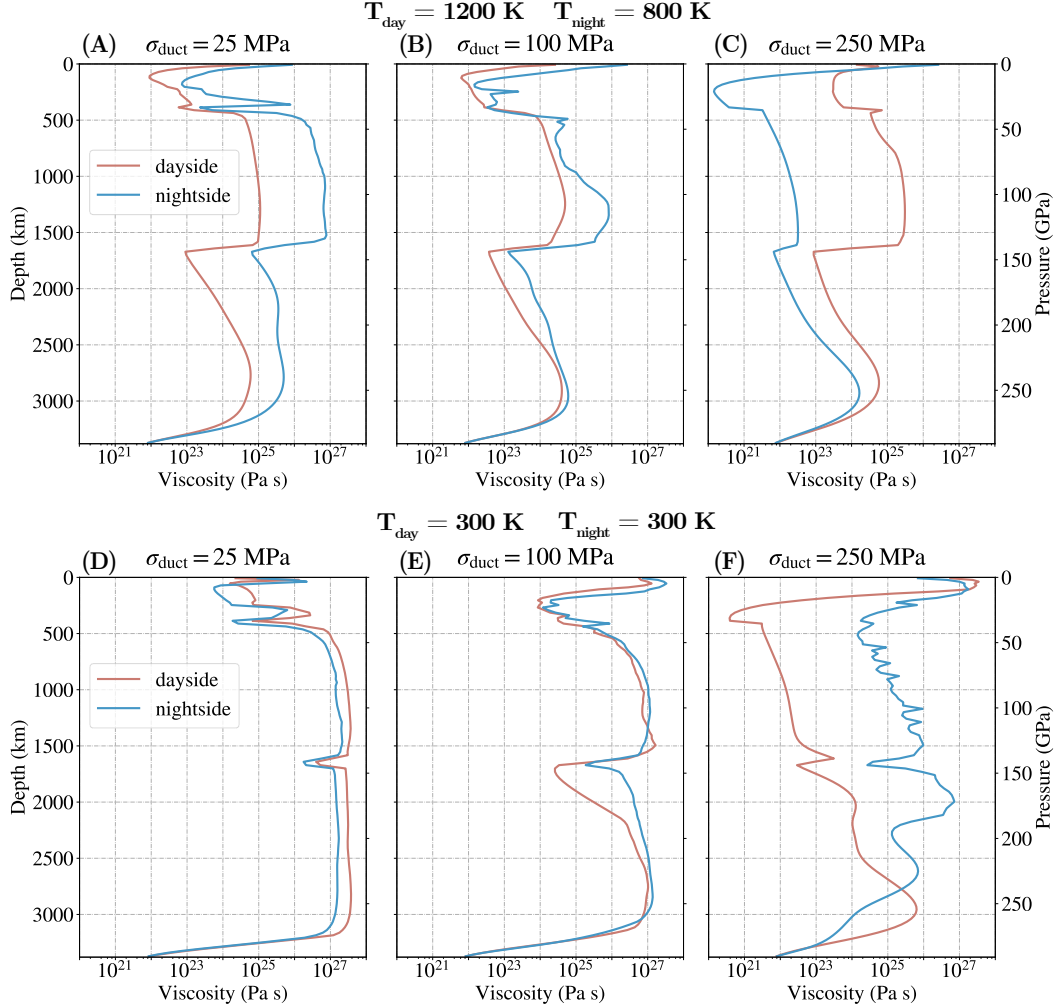 T_day = 1200 K T_night = 800 K
(A) σ_duct = 25 MPa (B) σ_duct = 100 MPa (C) σ_duct = 250 MPa
0
500
1000
1500
2000
2500
3000
Depth (km)
dayside
nightside
0
50
100
150
200
250
Pressure (GPa)
10^21 10^23 10^25 10^27 10^21 10^23 10^25 10^27 10^21 10^23 10^25 10^27
Viscosity (Pa s) Viscosity (Pa s) Viscosity (Pa s)
T_day = 300 K T_night = 300 K
(D) σ_duct = 25 MPa (E) σ_duct = 100 MPa (F) σ_duct = 250 MPa
0
500
1000
1500
2000
2500
3000
Depth (km)
dayside
nightside
0
50
100
150
200
250
Pressure (GPa)
10^21 10^23 10^25 10^27 10^21 10^23 10^25 10^27 10^21 10^23 10^25 10^27
Viscosity (Pa s) Viscosity (Pa s) Viscosity (Pa s)